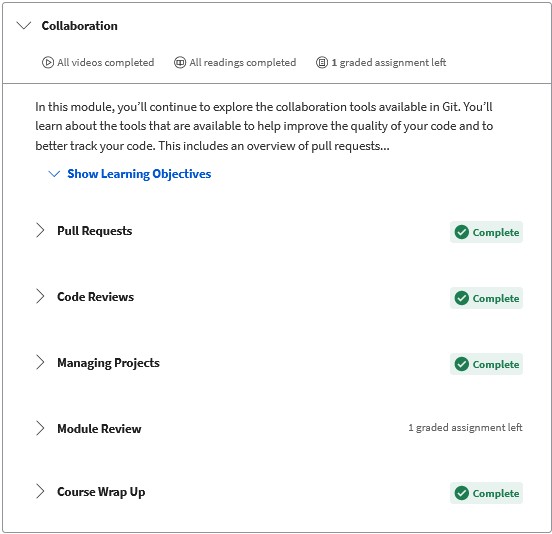 Collaboration
All videos completed All readings completed 1 graded assignment left
In this module, you’ll continue to explore the collaboration tools available in Git. You’ll
learn about the tools that are available to help improve the quality of your code and to
better track your code. This includes an overview of pull requests...
Show Learning Objectives
Pull Requests Complete
Code Reviews Complete
Managing Projects Complete
Module Review 1 graded assignment left
Course Wrap Up Complete